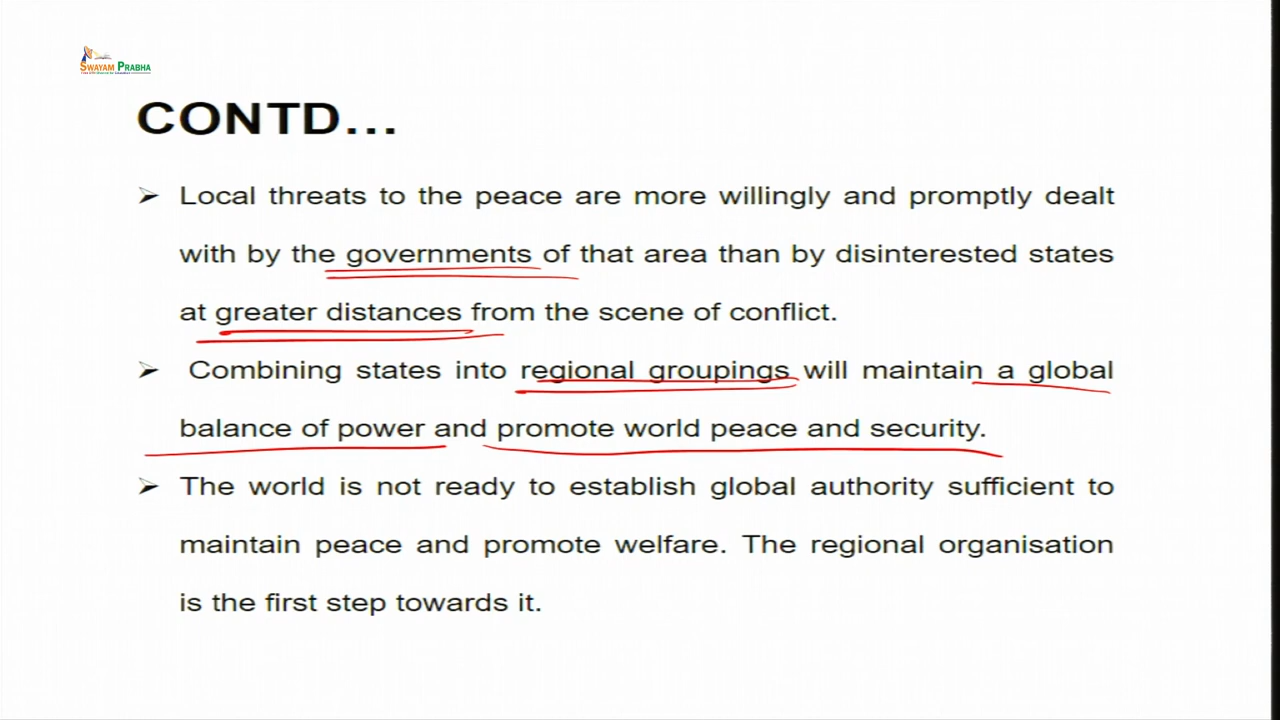 SWAYAM PRABHA
CONTD...
➢ Local threats to the peace are more willingly and promptly dealt
with by the governments of that area than by disinterested states
at greater distances from the scene of conflict.
➢ Combining states into regional groupings will maintain a global
balance of power and promote world peace and security.
➢ The world is not ready to establish global authority sufficient to
maintain peace and promote welfare. The regional organisation
is the first step towards it.